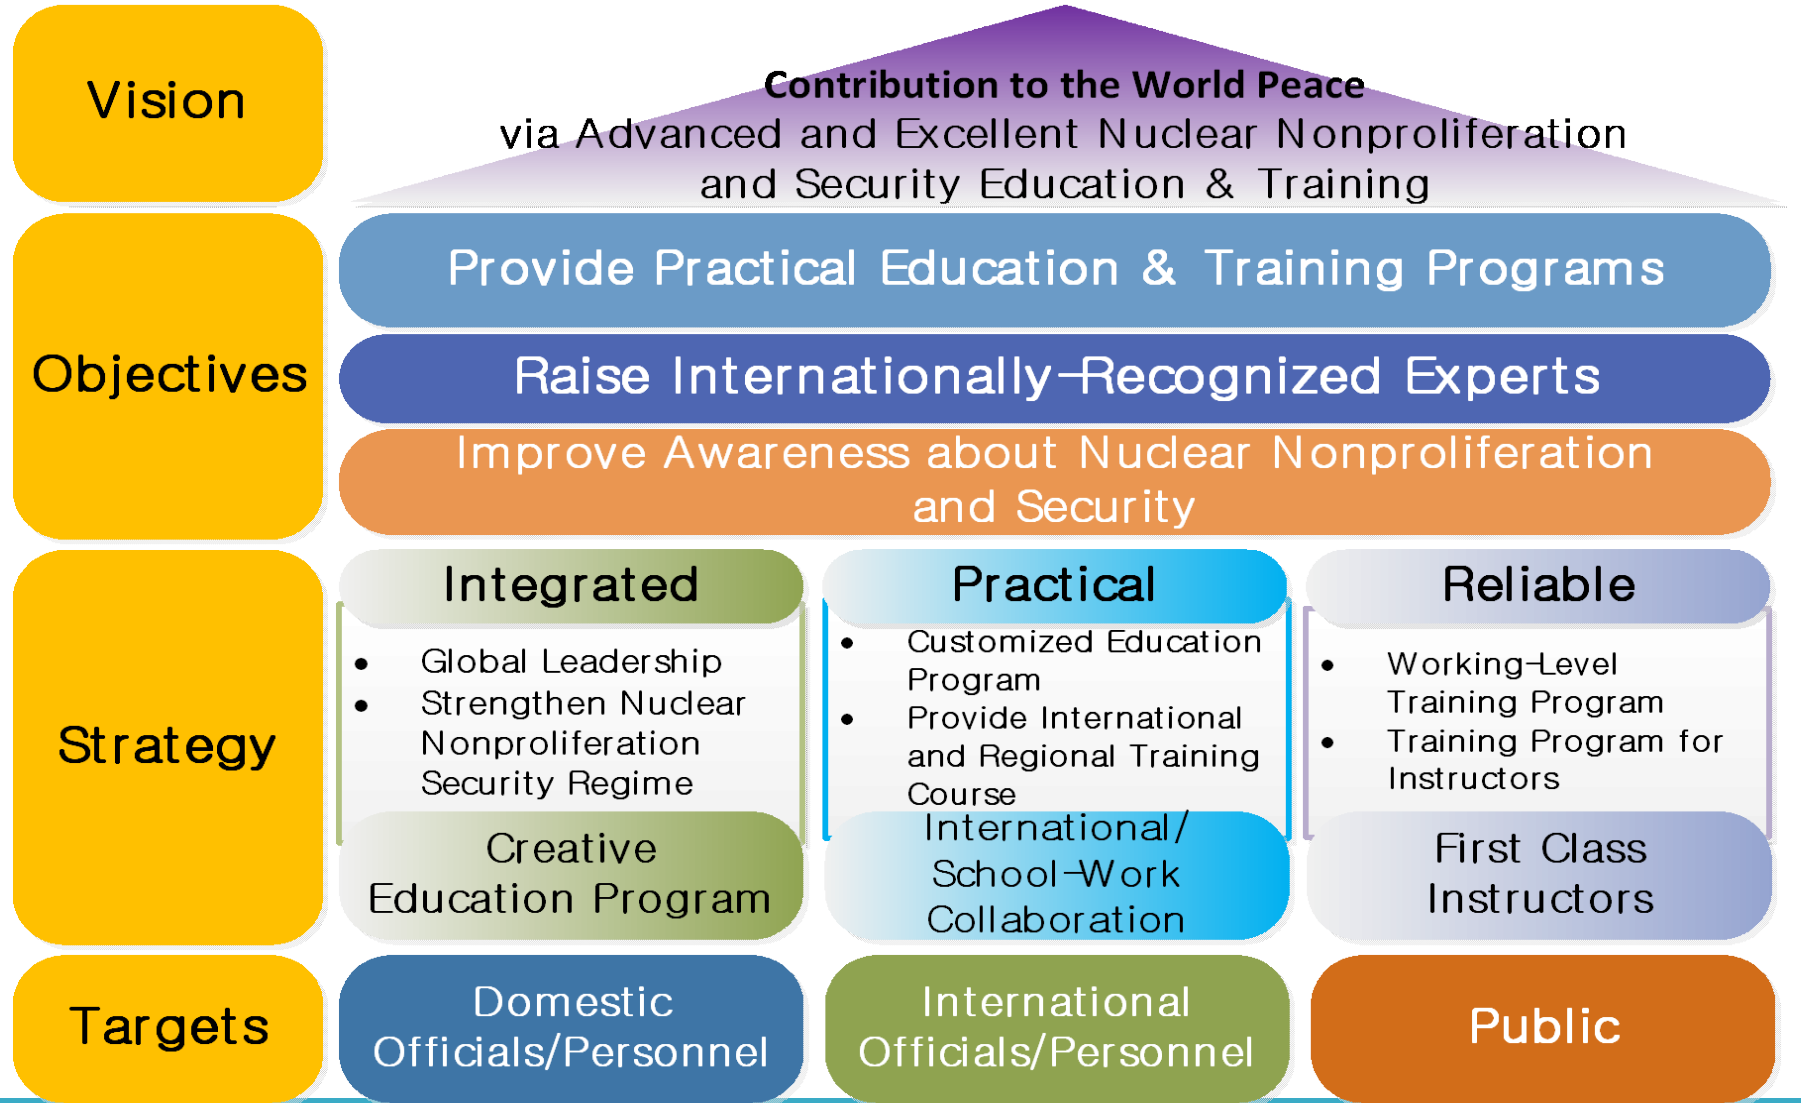 Vision
Contribution to the World Peace
via Advanced and Excellent Nuclear Nonproliferation
and Security Education & Training
Objectives
Provide Practical Education & Training Programs
Raise Internationally-Recognized Experts
Improve Awareness about Nuclear Nonproliferation
and Security
Strategy
Integrated
• Global Leadership
• Strengthen Nuclear
Nonproliferation
Security Regime
Creative
Education Program
Practical
• Customized Education
Program
• Provide International
and Regional Training
Course
International/
School-Work
Collaboration
Reliable
• Working-Level
Training Program
• Training Program for
Instructors
First Class
Instructors
Targets
Domestic
Officials/Personnel
International
Officials/Personnel
Public